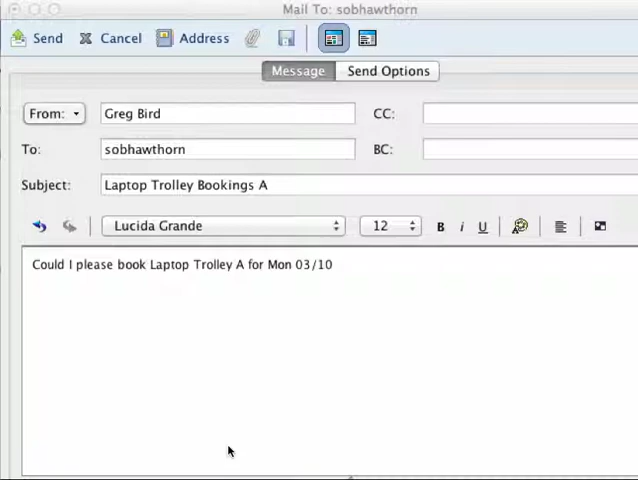 Mail To: sobhawthorn
Send Cancel Address
Message Send Options
From: Greg Bird CC:
To: sobhawthorn BC:
Subject: Laptop Trolley Bookings A
Lucida Grande 12 B i U
Could I please book Laptop Trolley A for Mon 03/10